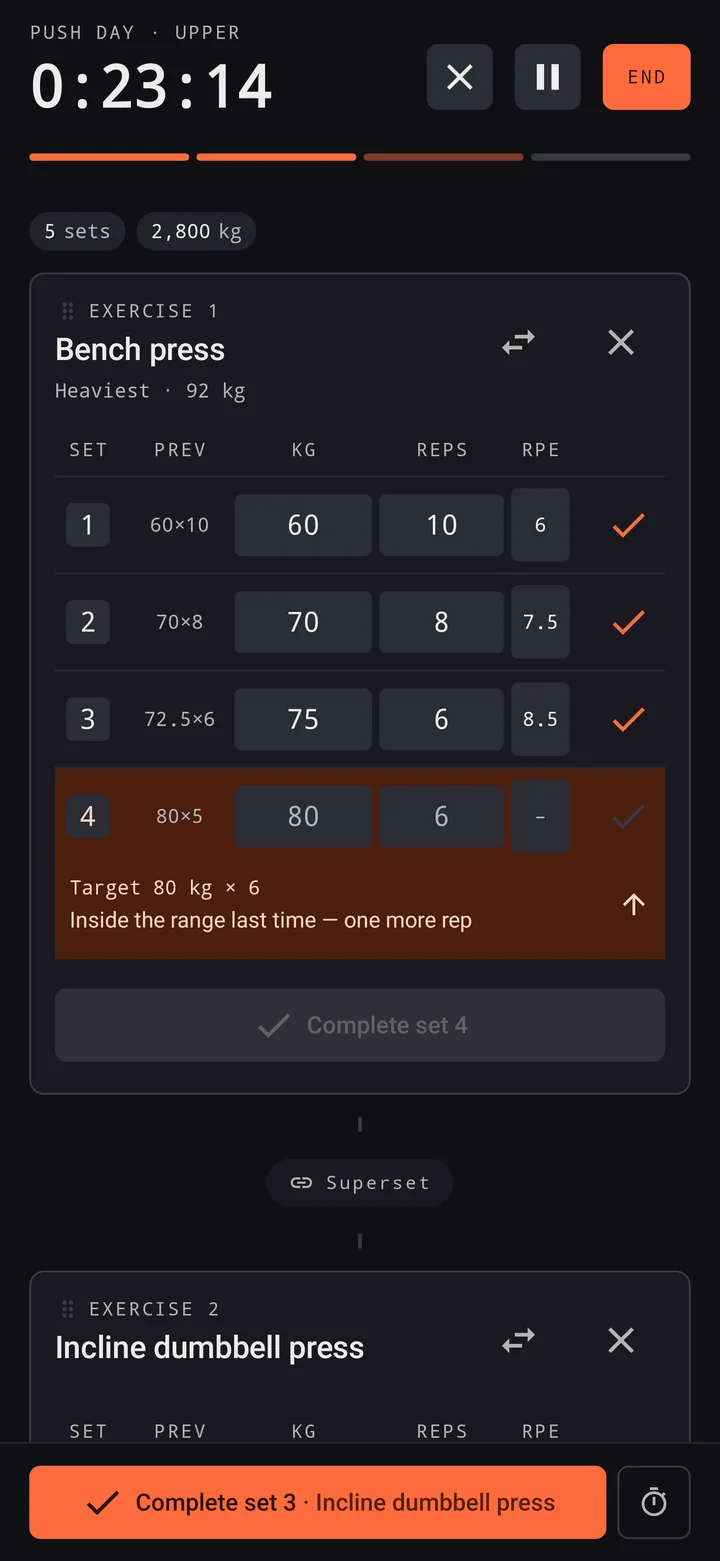 PUSH DAY · UPPER
0:23:14
END
5 sets 2,800 kg
EXERCISE 1
Bench press
Heaviest · 92 kg
SET PREV KG REPS RPE
1 60×10 60 10 6
2 70×8 70 8 7.5
3 72.5×6 75 6 8.5
4 80×5 80 6 –
Target 80 kg × 6
Inside the range last time — one more rep
Complete set 4
Superset
EXERCISE 2
Incline dumbbell press
SET PREV KG REPS RPE
Complete set 3 · Incline dumbbell press